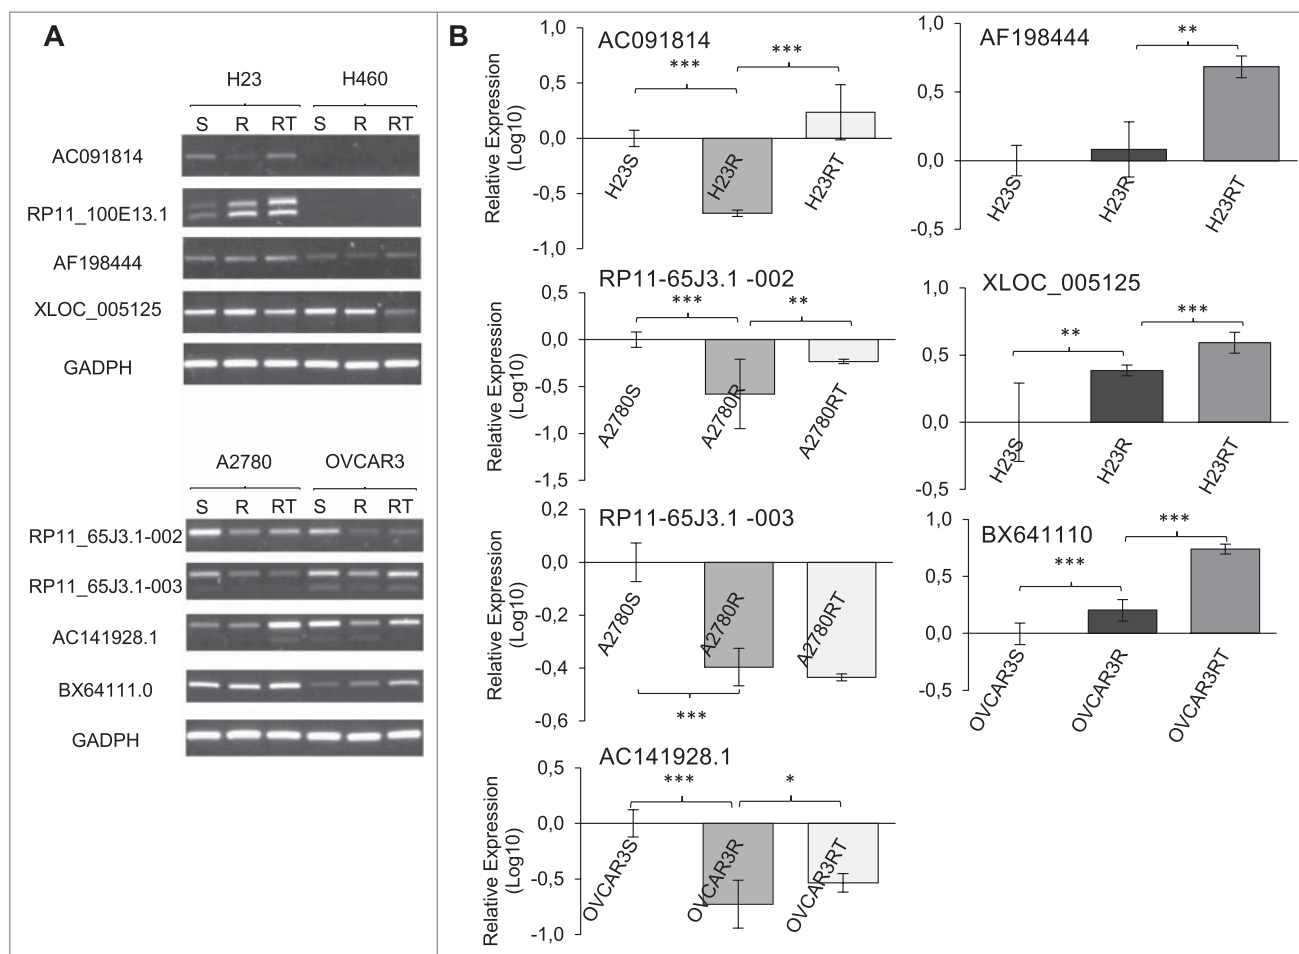 A
H23 H460
S R RT S R RT
AC091814
RP11_100E13.1
AF198444
XLOC_005125
GADPH
A2780 OVCAR3
S R RT S R RT
RP11_65J3.1-002
RP11_65J3.1-003
AC141928.1
BX64111.0
GADPH
B
AC091814
Relative Expression
(Log10)
1,0
0,5
0,0
-0,5
-1,0
***
***
H23S
H23R
H23RT
AF198444
1,0
0,5
0,0
-0,5
**
H23S
H23R
H23RT
RP11-65J3.1 -002
Relative Expression
(Log10)
0,5
0,0
-0,5
-1,0
-1,5
***
**
A2780S
A2780R
A2780RT
XLOC_005125
1,0
0,5
0,0
-0,5
**
***
H23S
H23R
H23RT
RP11-65J3.1 -003
Relative Expression
(Log10)
0,2
0,0
-0,2
-0,4
-0,6
***
A2780S
A2780R
A2780RT
BX641110
1,0
0,5
0,0
-0,5
***
***
OVCAR3S
OVCAR3R
OVCAR3RT
AC141928.1
Relative Expression
(Log10)
0,5
0,0
-0,5
-1,0
***
*
OVCAR3S
OVCAR3R
OVCAR3RT